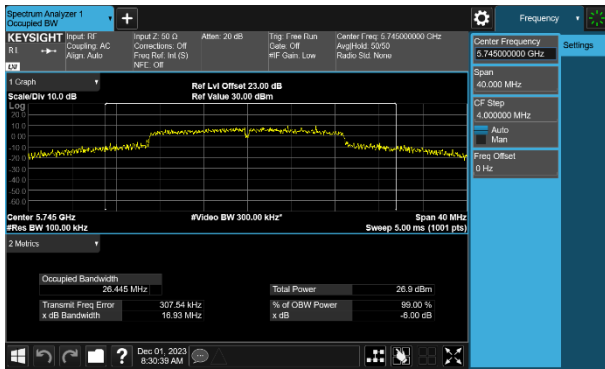 Spectrum Analyzer 1
Occupied BW
+
Frequency
KEYSIGHT
Input: RF
Coupling: AC
Align: Auto
Input Z: 50 Ω
Corrections: Off
Freq Ref: Int (S)
NFE: Off
Atten: 20 dB
Trig: Free Run
Gate: Off
#IF Gain: Low
Center Freq: 5.745000000 GHz
Avg|Hold: 50/50
Radio Std: None
Center Frequency
5.745000000 GHz
Settings
Span
40.000 MHz
CF Step
4.000000 MHz
Auto
Man
Freq Offset
0 Hz
1 Graph
Scale/Div 10.0 dB
Ref Lvl Offset 23.00 dB
Ref Value 30.00 dBm
Log
20.0
10.0
0.00
-10.0
-20.0
-30.0
-40.0
-50.0
-60.0
Center 5.745 GHz
#Video BW 300.00 kHz*
Span 40 MHz
#Res BW 100.00 kHz
Sweep 5.00 ms (1001 pts)
2 Metrics
Occupied Bandwidth
26.445 MHz
Total Power 26.9 dBm
Transmit Freq Error 307.54 kHz
% of OBW Power 99.00 %
x dB Bandwidth 16.93 MHz
x dB -6.00 dB
?
Dec 01, 2023
8:30:39 AM